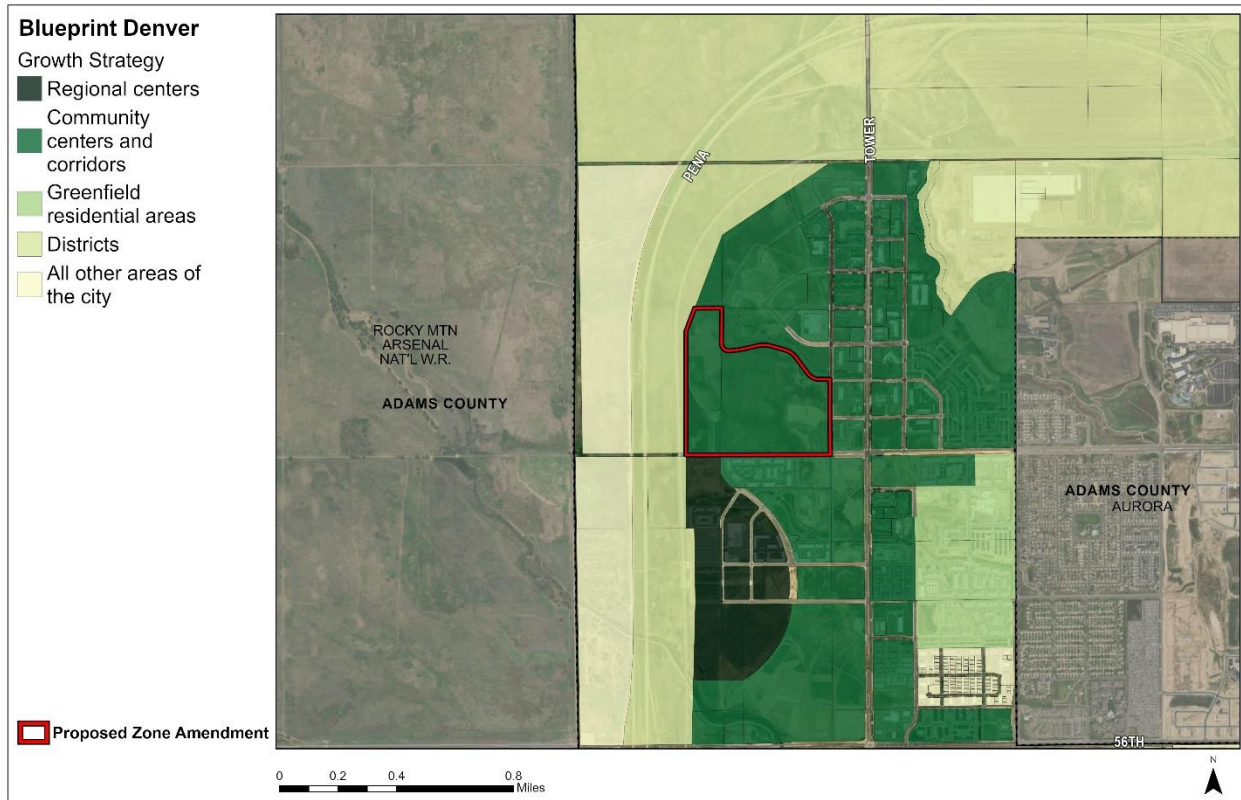 Blueprint Denver
Growth Strategy
Regional centers
Community
centers and
corridors
Greenfield
residential areas
Districts
All other areas of
the city
Proposed Zone Amendment
PENA
TOWER
ROCKY MTN
ARSENAL
NAT'L W.R.
ADAMS COUNTY
ADAMS COUNTY
AURORA
56TH
0 0.2 0.4 0.8
Miles
N